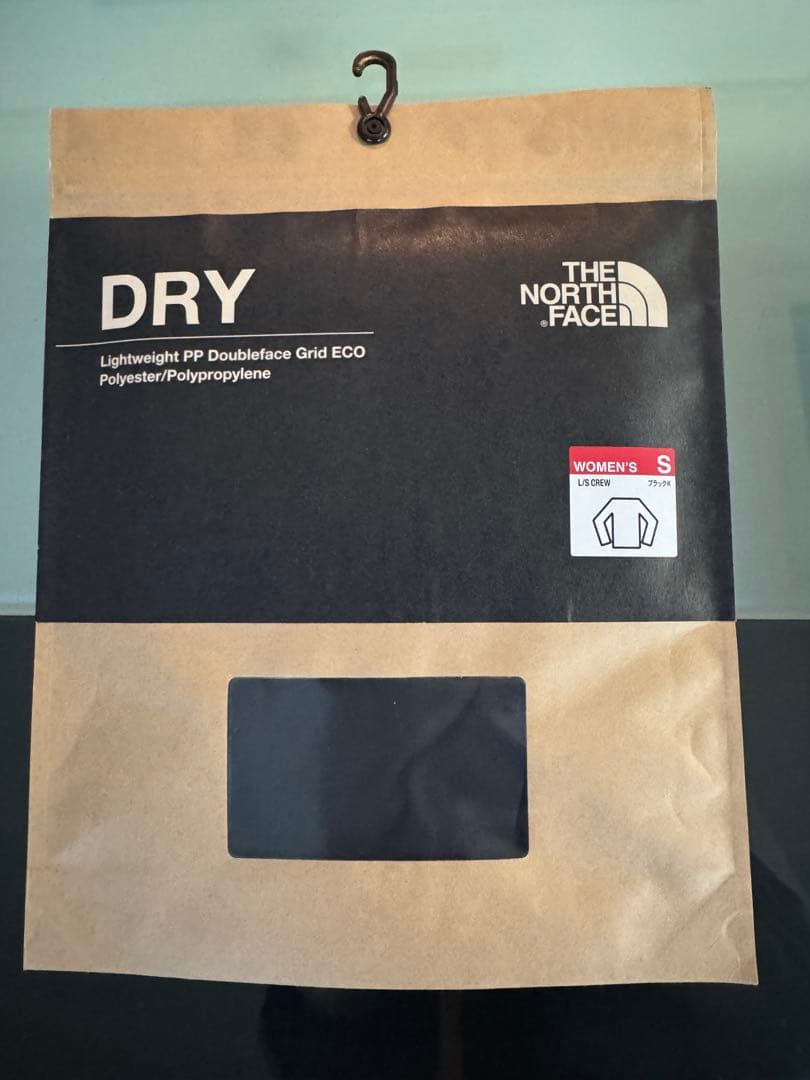 DRY
Lightweight PP Doubleface Grid ECO
Polyester/Polypropylene
THE
NORTH
®FACE
WOMEN'S S
L/S CREW ブラックK